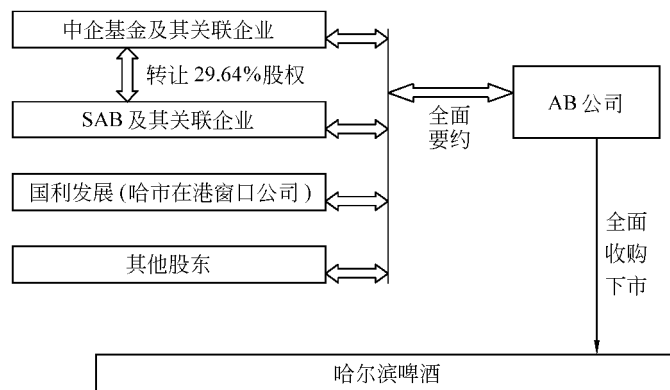 中企基金及其关联企业
转让 29.64%股权
SAB 及其关联企业
国利发展 (哈市在港窗口公司)
其他股东
全面
要约
AB 公司
全面
收购
下市
哈尔滨啤酒